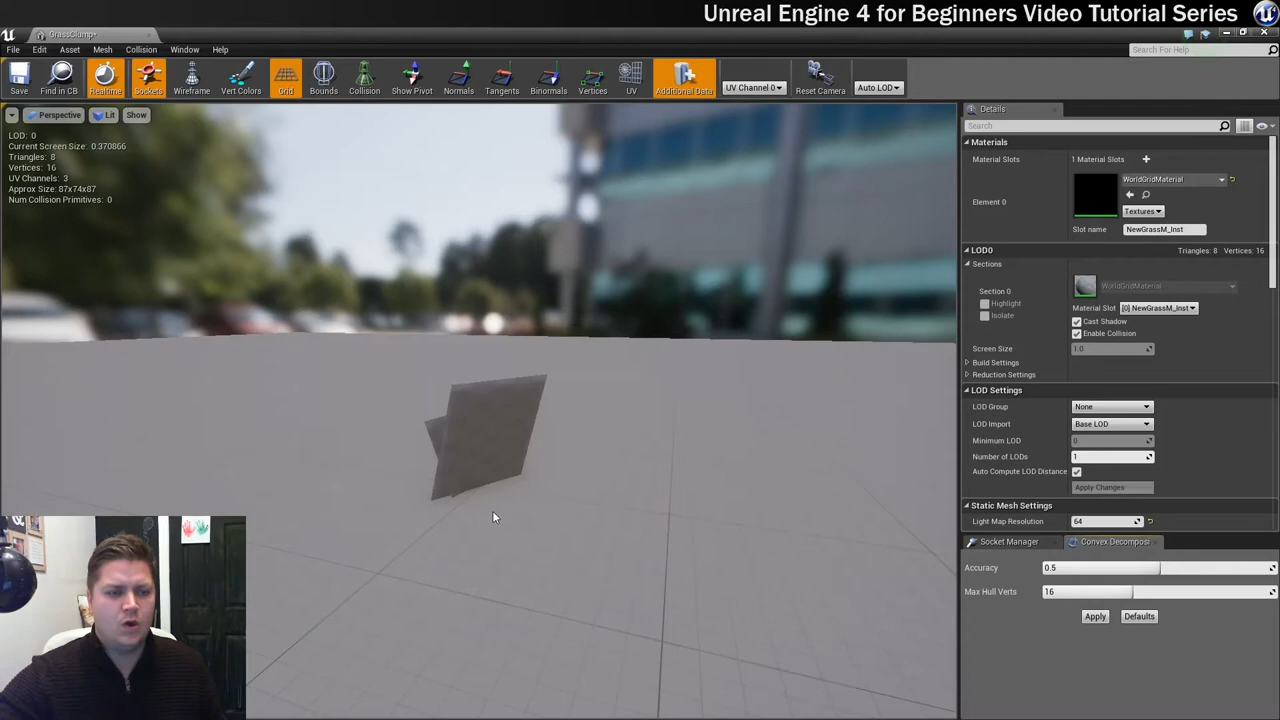 Unreal Engine 4 for Beginners Video Tutorial Series
GrassClump*
File Edit Asset Mesh Collision Window Help
Search For Help
Save Find in CB Realtime Sockets Wireframe Vert Colors Grid Bounds Collision Show Pivot Normals Tangents Binormals Vertices UV Additional Data UV Channel 0 Reset Camera Auto LOD
Perspective Lit Show
LOD: 0
Current Screen Size: 0.370866
Triangles: 8
Vertices: 16
UV Channels: 3
Approx Size: 87x74x87
Num Collision Primitives: 0
Details
Search
Materials
Material Slots 1 Material Slots
Element 0
WorldGridMaterial
Textures
Slot name NewGrassM_Inst
LOD0 Triangles: 8 Vertices: 16
Sections
Section 0
Highlight
Isolate
WorldGridMaterial
Material Slot [0] NewGrassM_Inst
Cast Shadow
Enable Collision
Screen Size 1.0
Build Settings
Reduction Settings
LOD Settings
LOD Group None
LOD Import Base LOD
Minimum LOD 0
Number of LODs 1
Auto Compute LOD Distance
Apply Changes
Static Mesh Settings
Light Map Resolution 64
Socket Manager Convex Decomposi
Accuracy 0.5
Max Hull Verts 16
Apply Defaults